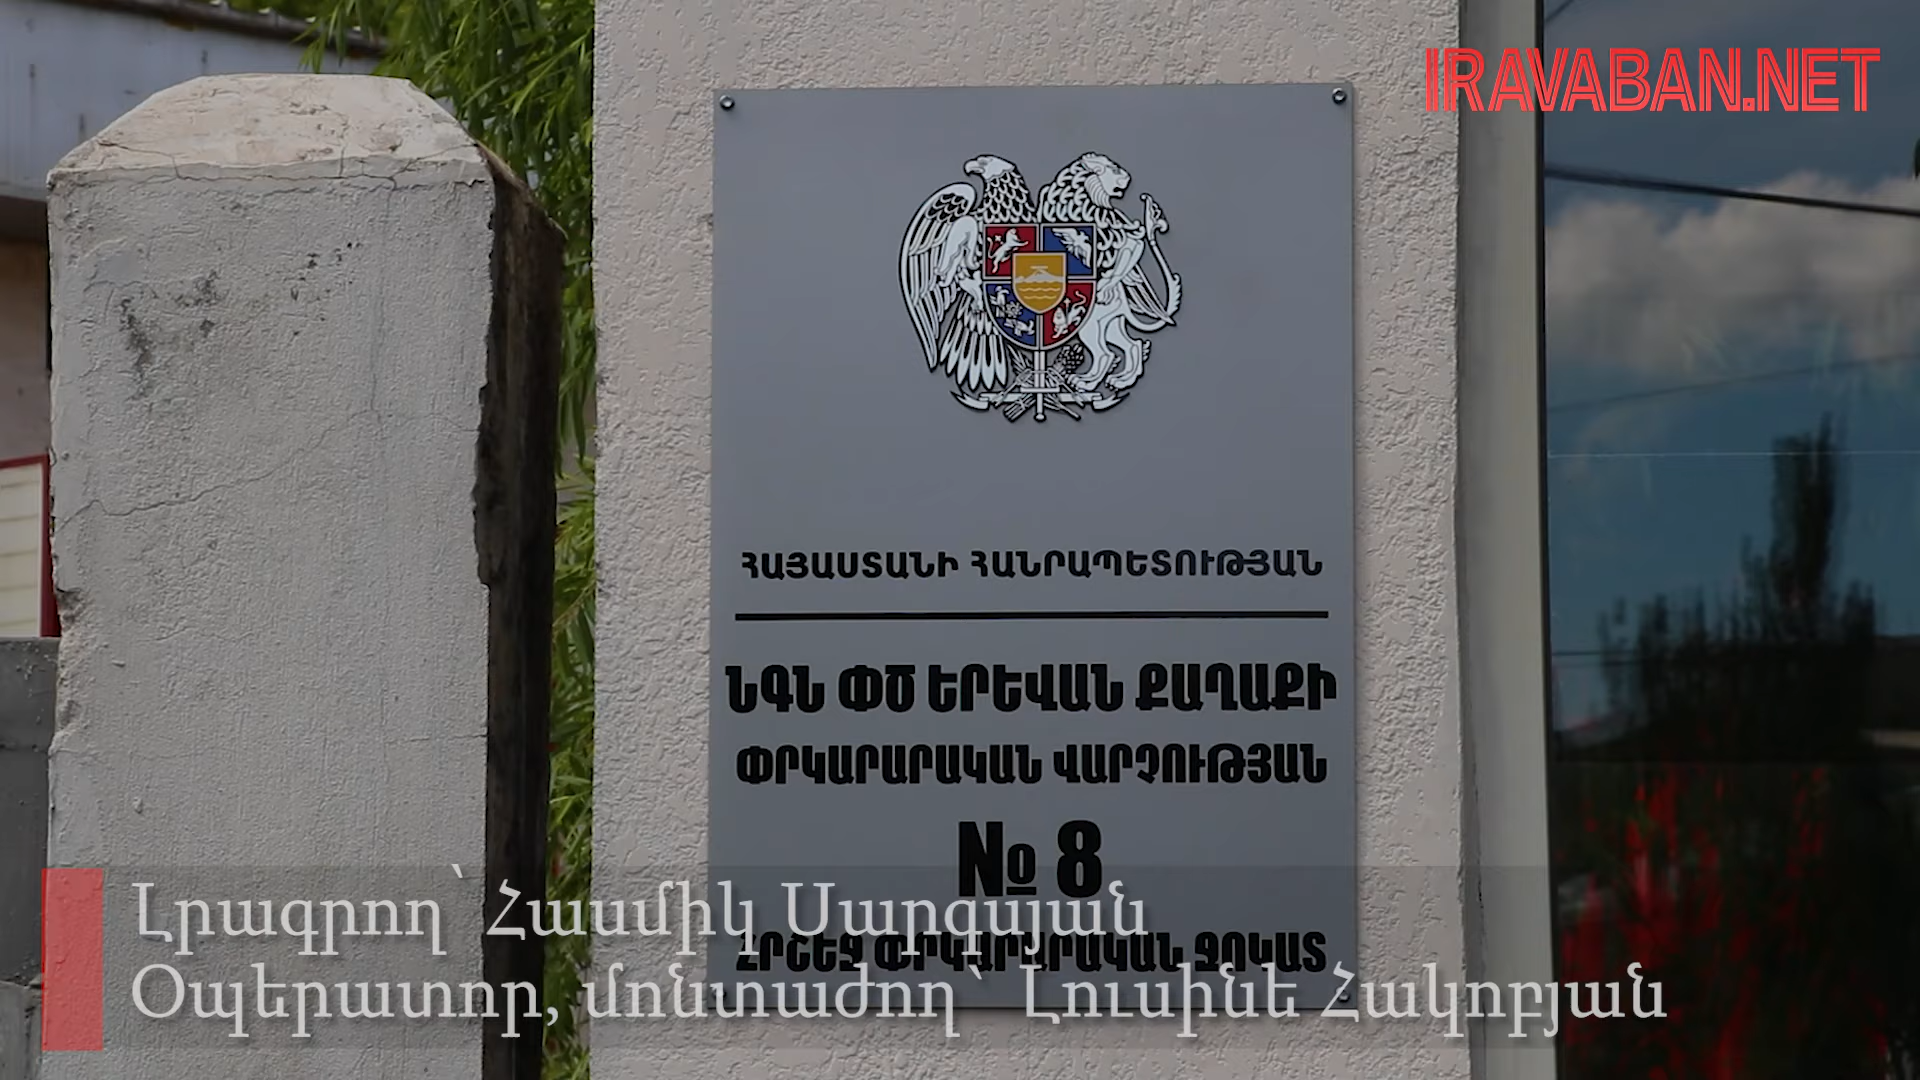 IRAVABAN.NET
ՀԱՅԱՍՏԱՆԻ ՀԱՆՐԱՊԵՏՈՒԹՅԱՆ
ՆԳՆ ՓԾ ԵՐԵՎԱՆ ՔԱՂԱՔԻ
ՓՐԿԱՐԱՐԱԿԱՆ ՎԱՐՉՈՒԹՅԱՆ
№ 8
ՀՐՇԵՋ ՓՐԿԱՐԱՐԱԿԱՆ ՋՈԿԱՏ
Լրագրող՝ Հասմիկ Սարգսյան
Օպերատոր, մոնտաժող՝ Լուսինե Հակոբյան